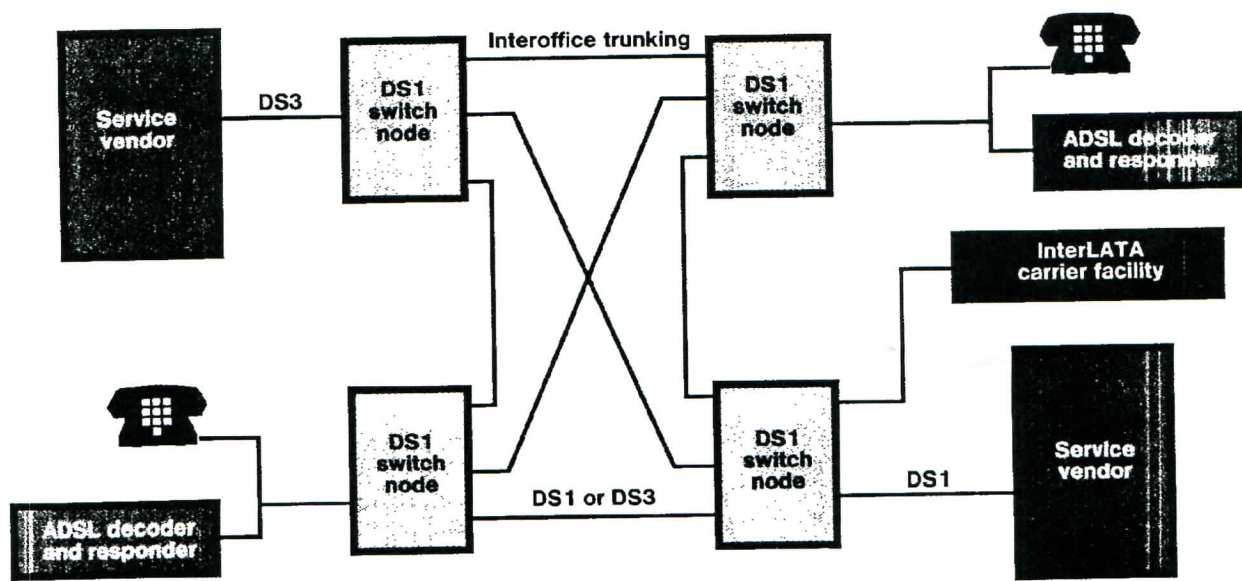 Interoffice trunking
Service
vendor
DS3
DS1
switch
node
DS1
switch
node
ADSL decoder
and responder
InterLATA
carrier facility
DS1
switch
node
DS1
switch
node
Service
vendor
DS1 or DS3
DS1
ADSL decoder
and responder